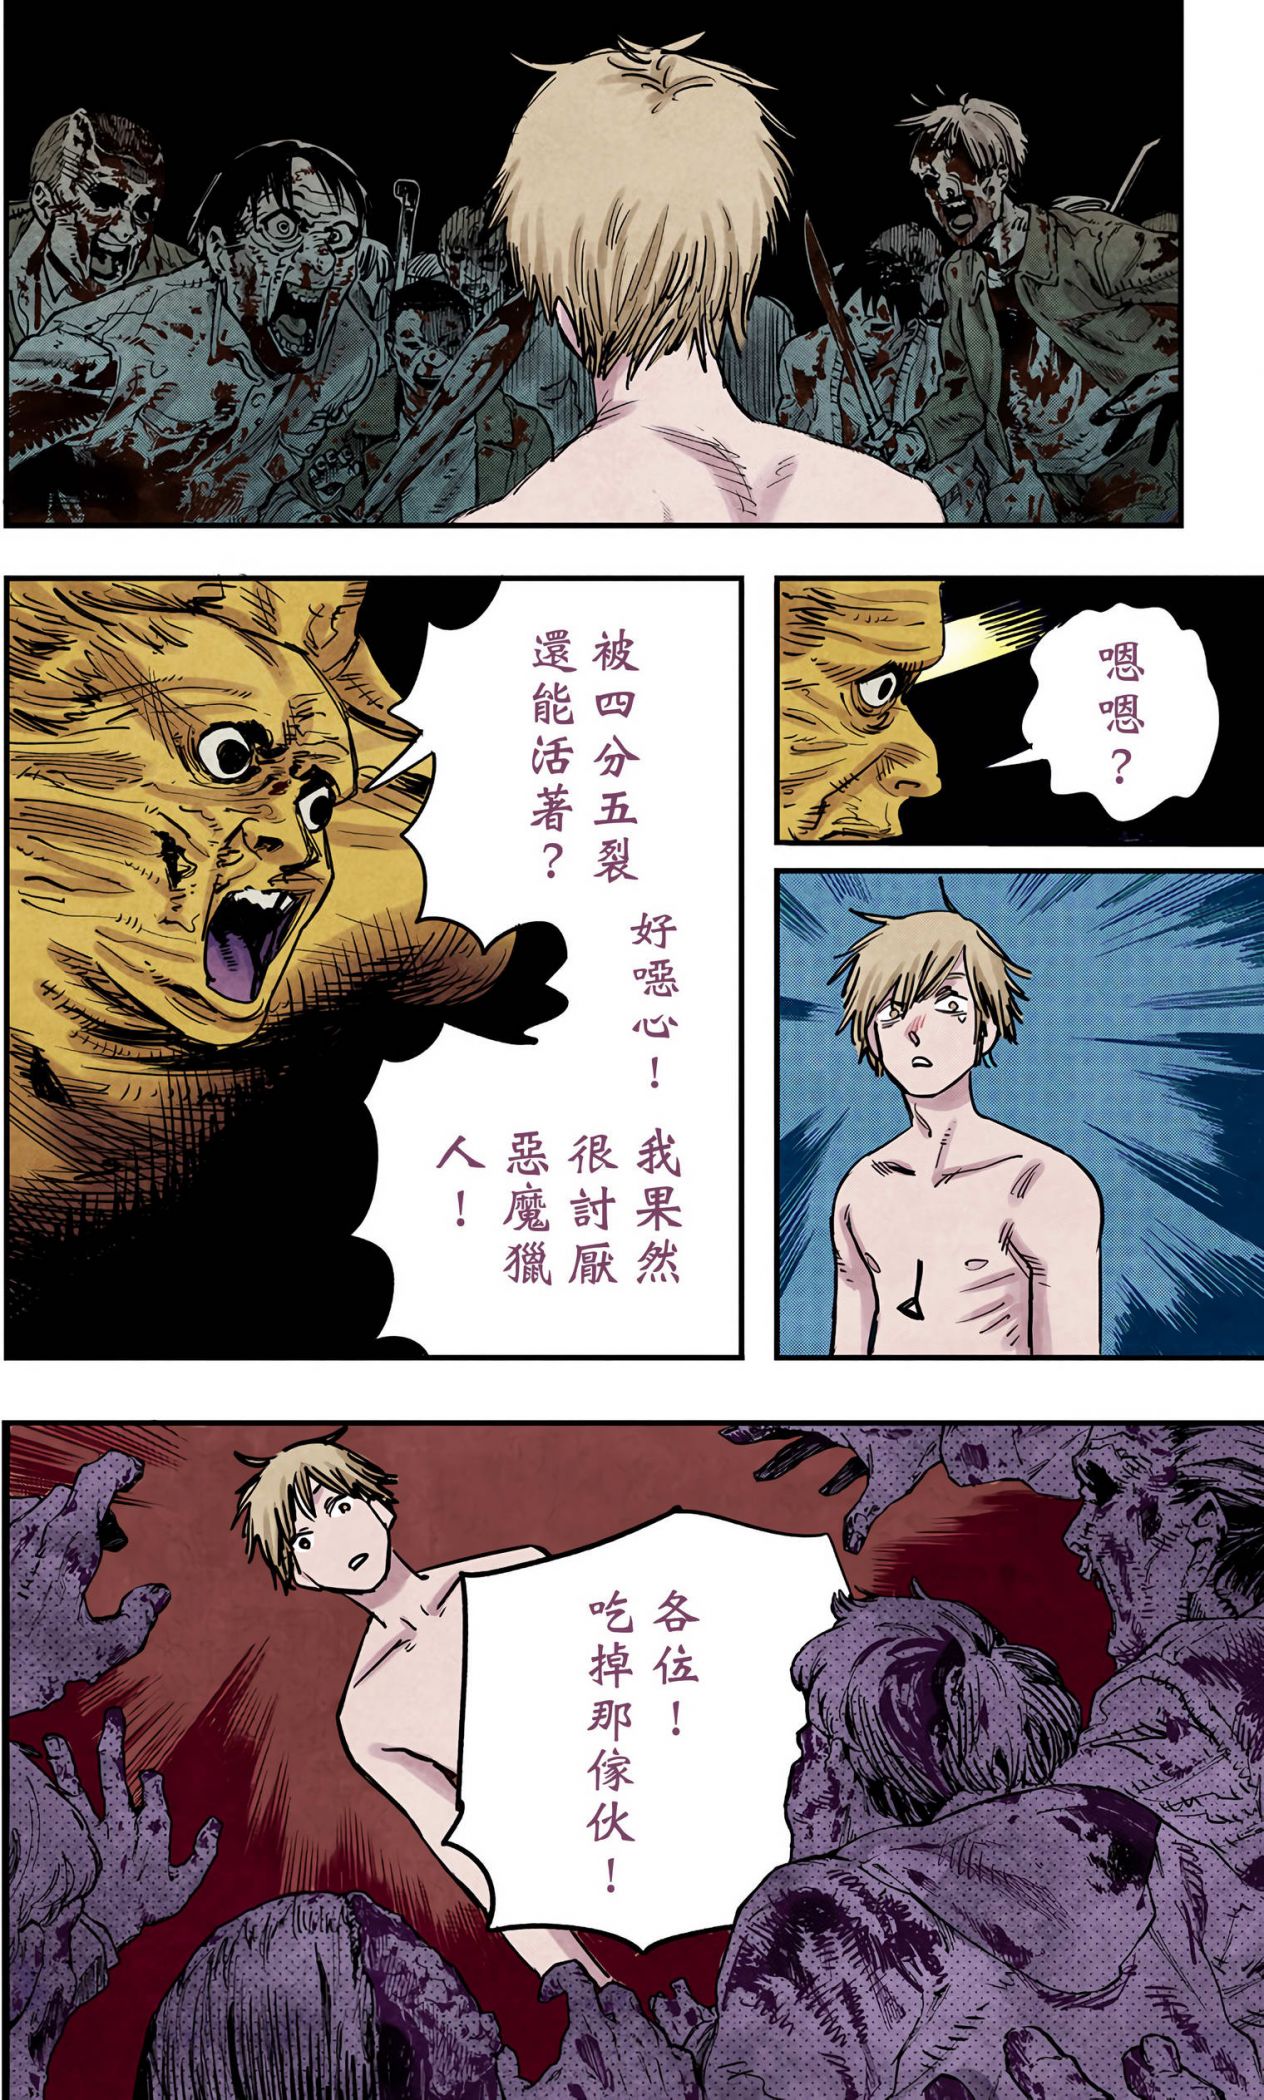 嗯嗯？
被四分五裂
還能活著？
好噁心！
我果然
很討厭
惡魔獵
人！
各位！
吃掉那傢伙！